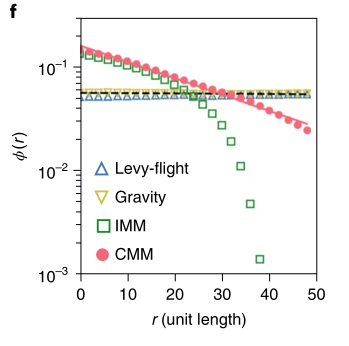 f
10⁻¹
10⁻²
10⁻³
ϕ(r)
Levy-flight
Gravity
IMM
CMM
0 10 20 30 40 50
r (unit length)